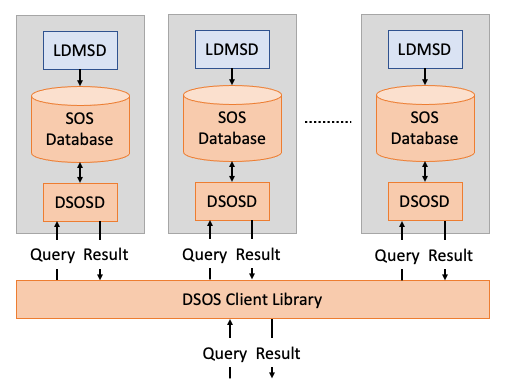 LDMSD
LDMSD
LDMSD
SOS
Database
SOS
Database
SOS
Database
DSOSD
DSOSD
DSOSD
Query Result
Query Result
Query Result
DSOS Client Library
Query Result